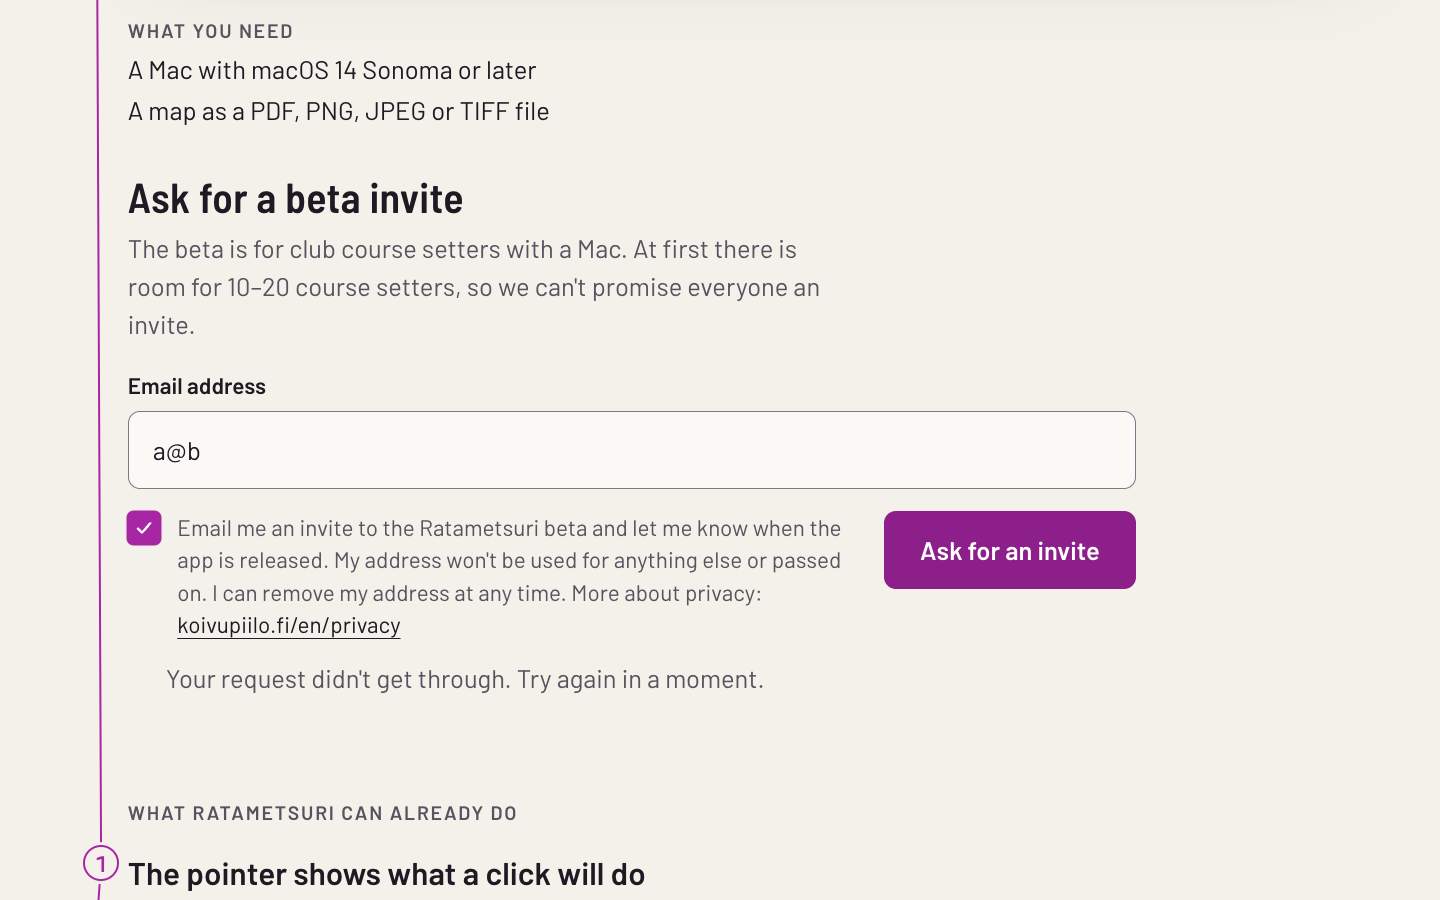 WHAT YOU NEED
A Mac with macOS 14 Sonoma or later
A map as a PDF, PNG, JPEG or TIFF file
Ask for a beta invite
The beta is for club course setters with a Mac. At first there is
room for 10–20 course setters, so we can't promise everyone an
invite.
Email address
a@b
Email me an invite to the Ratametsuri beta and let me know when the
app is released. My address won't be used for anything else or passed
on. I can remove my address at any time. More about privacy:
koivupiilo.fi/en/privacy
Ask for an invite
Your request didn't get through. Try again in a moment.
WHAT RATAMETSURI CAN ALREADY DO
1 The pointer shows what a click will do